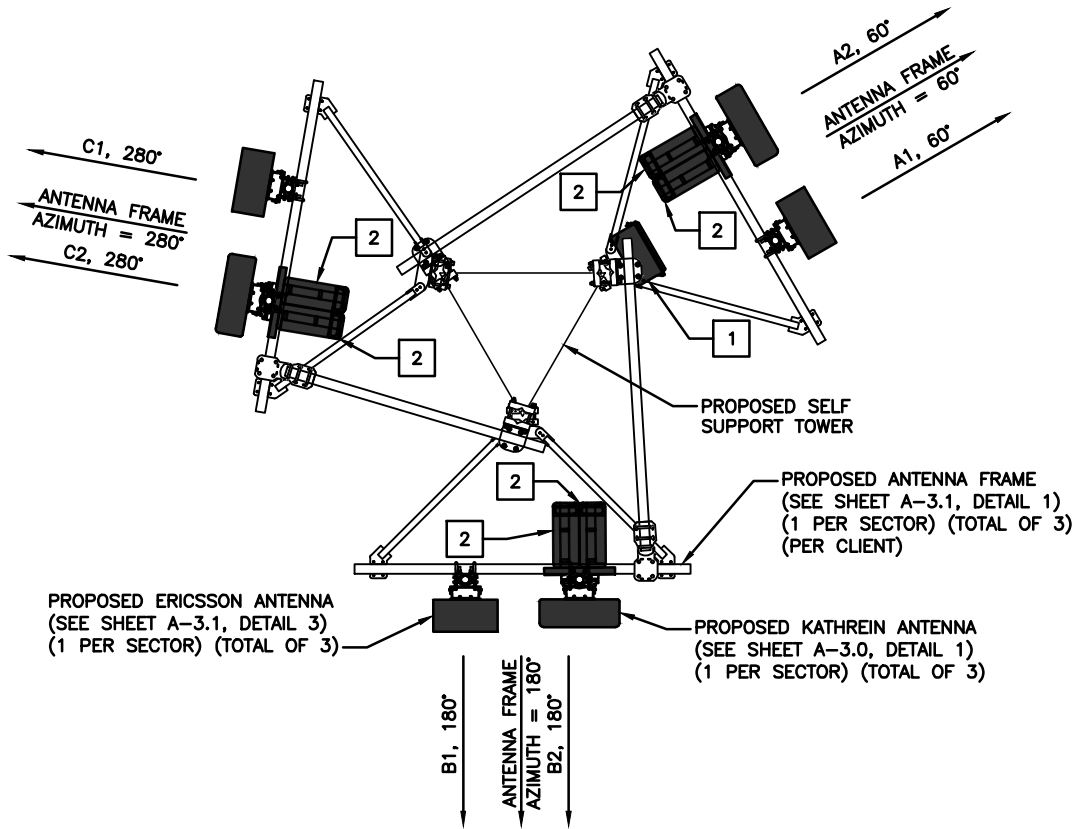 A2, 60°
ANTENNA FRAME
AZIMUTH = 60°
A1, 60°
C1, 280°
ANTENNA FRAME
AZIMUTH = 280°
C2, 280°
2
2
2
2
1
PROPOSED SELF
SUPPORT TOWER
2
2
PROPOSED ANTENNA FRAME
(SEE SHEET A-3.1, DETAIL 1)
(1 PER SECTOR) (TOTAL OF 3)
(PER CLIENT)
PROPOSED ERICSSON ANTENNA
(SEE SHEET A-3.1, DETAIL 3)
(1 PER SECTOR) (TOTAL OF 3)
PROPOSED KATHREIN ANTENNA
(SEE SHEET A-3.0, DETAIL 1)
(1 PER SECTOR) (TOTAL OF 3)
B1, 180°
ANTENNA FRAME
AZIMUTH = 180°
B2, 180°